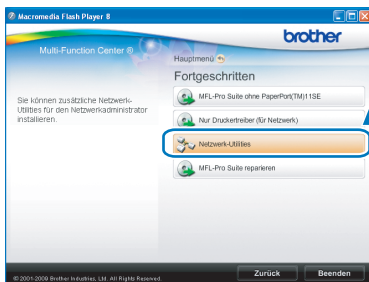 Macromedia Flash Player 8
brother
Multi-Function Center ®
Hauptmenü
Fortgeschritten
MFL-Pro Suite ohne PaperPort(TM)11SE
Sie können zusätzliche Netzwerk-
Utilities für den Netzwerkadministrator
installieren.
Nur Druckertreiber (für Netzwerk)
Netzwerk-Utilities
MFL-Pro Suite reparieren
© 2001-2008 Brother Industries, Ltd. All Rights Reserved.
Zurück
Beenden